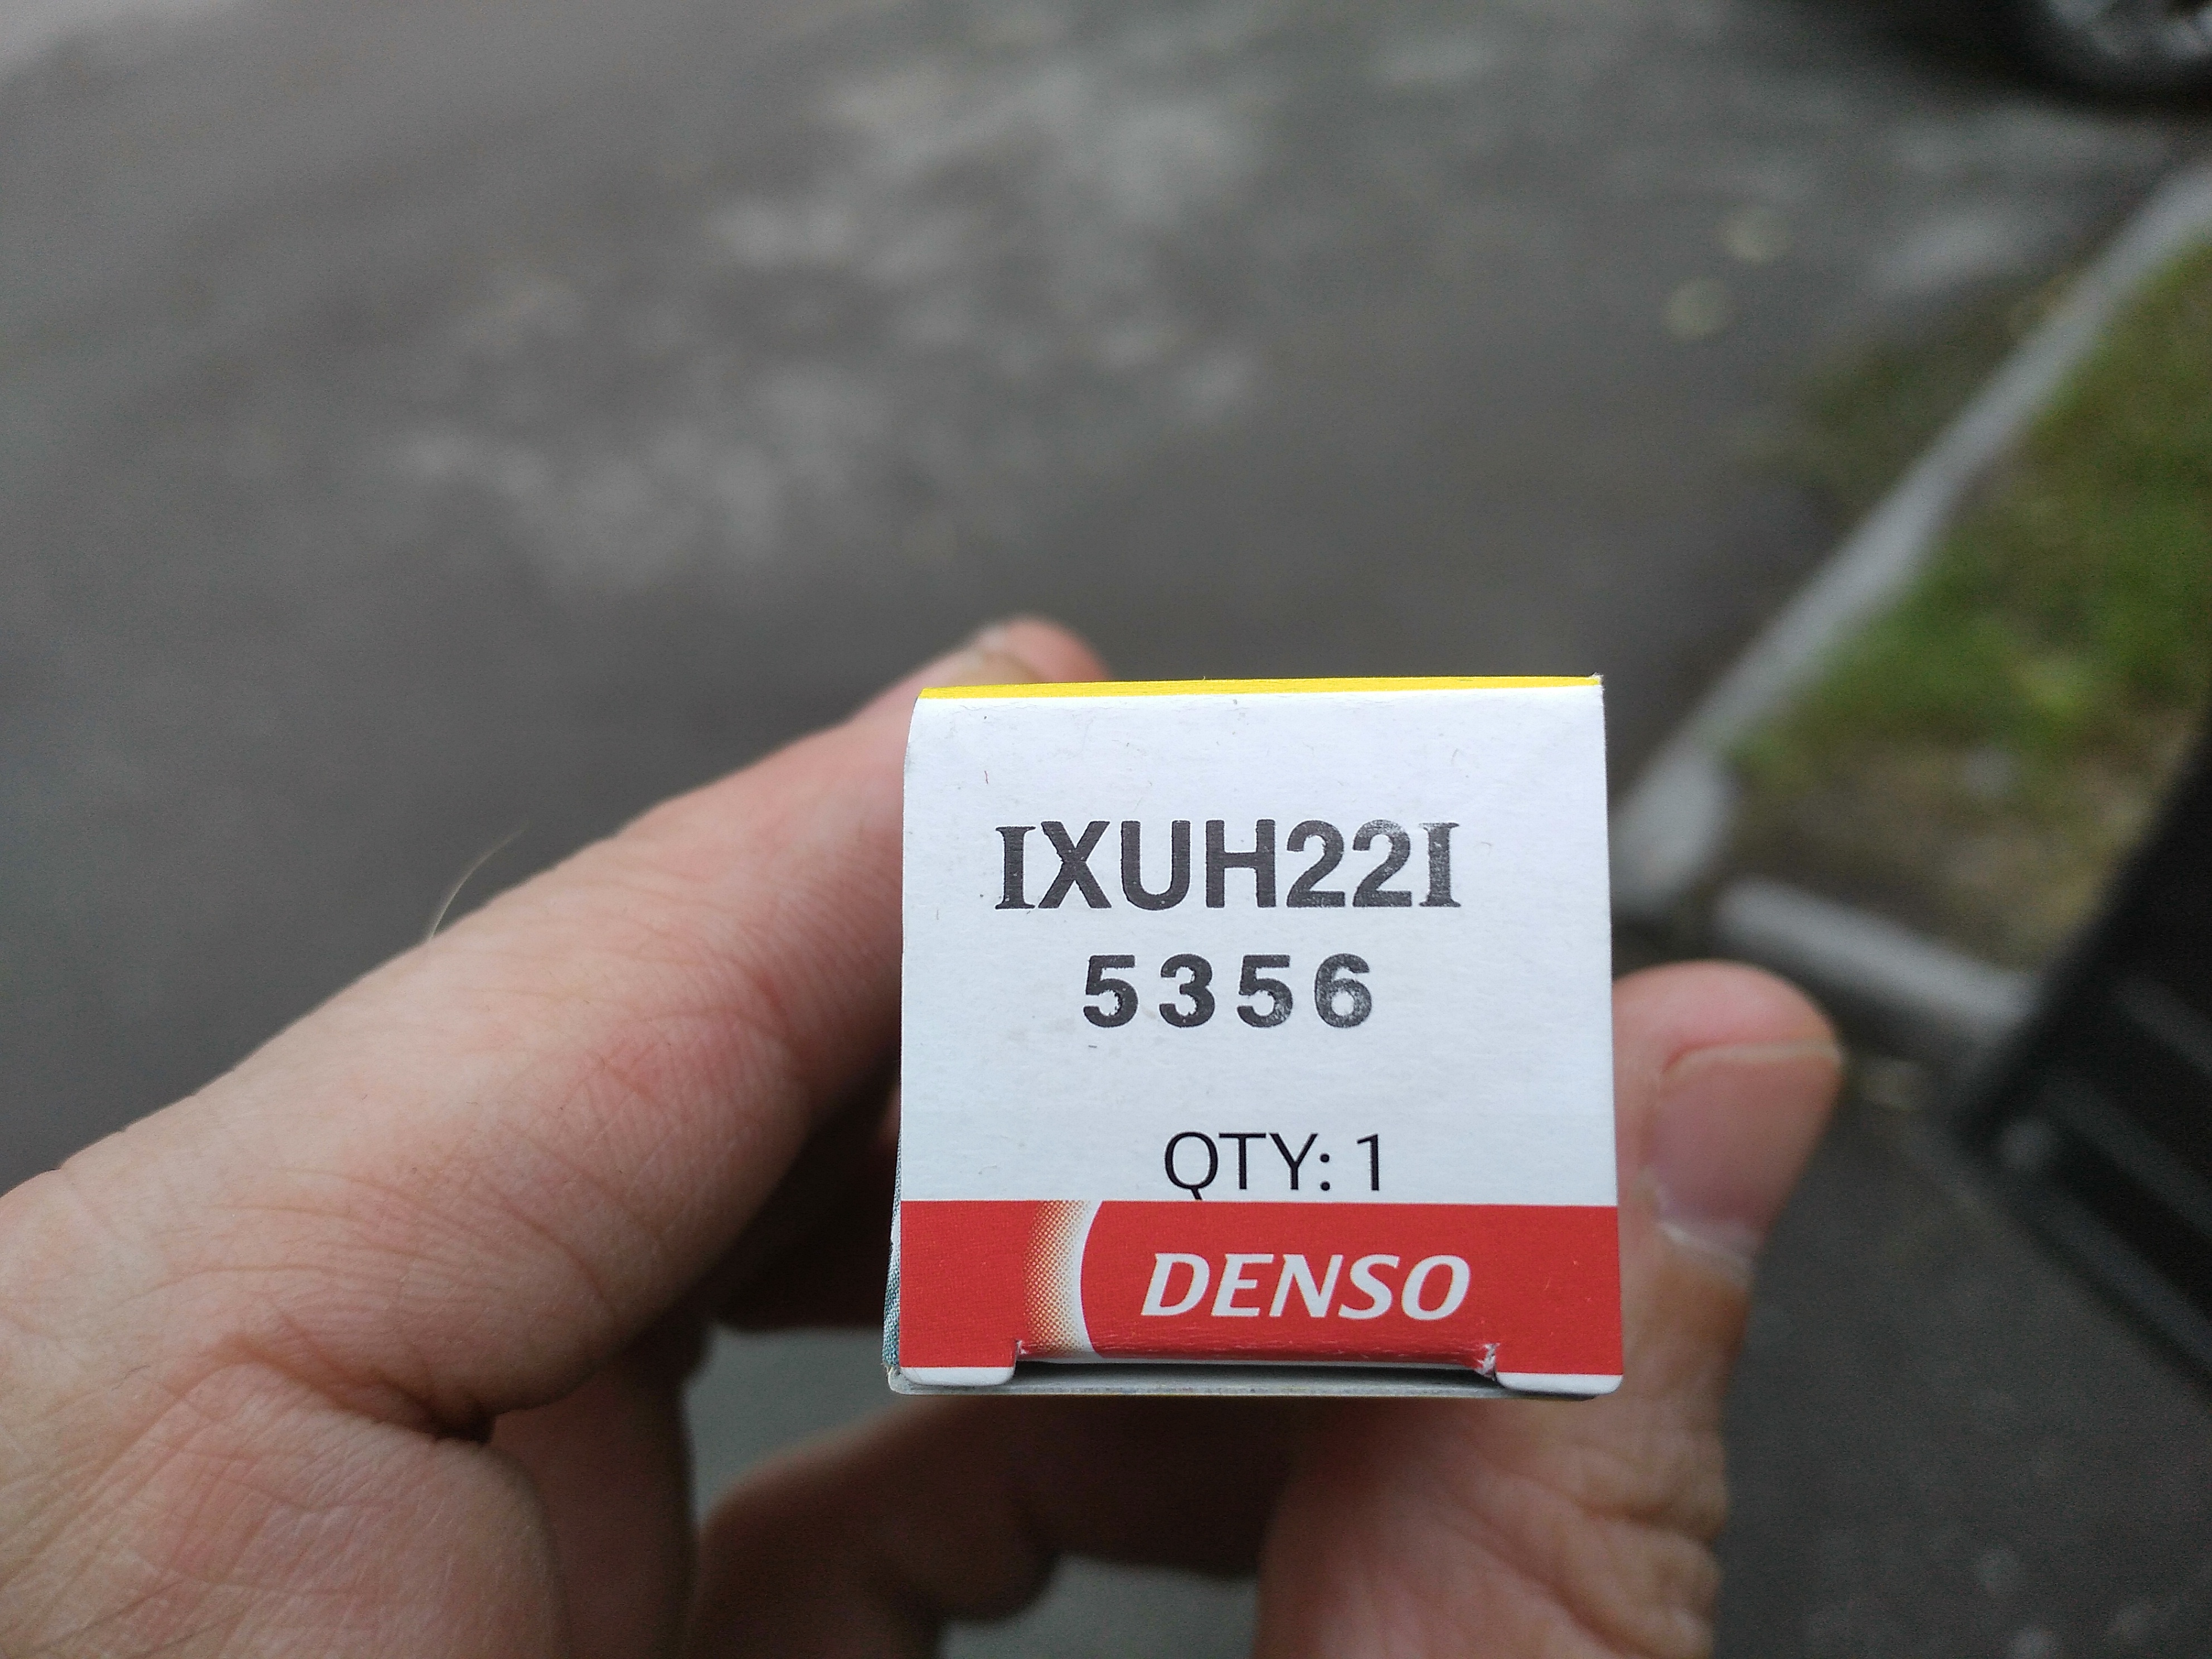 IXUH22I
5356
QTY: 1
DENSO